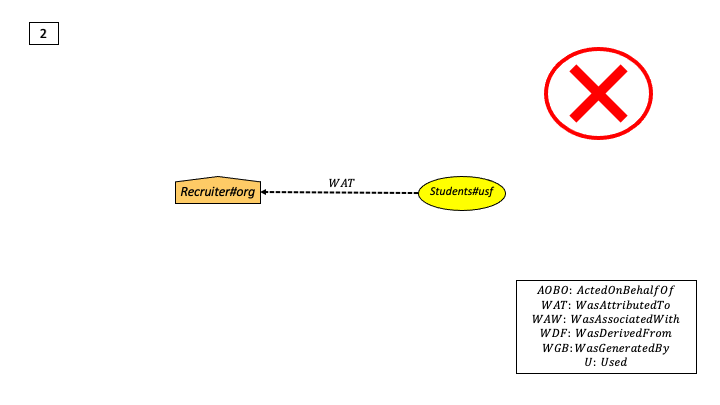 2
WAT
Recruiter#org
Students#usf
AOBO: ActedOnBehalfOf
WAT: WasAttributedTo
WAW: WasAssociatedWith
WDF: WasDerivedFrom
WGB:WasGeneratedBy
U: Used